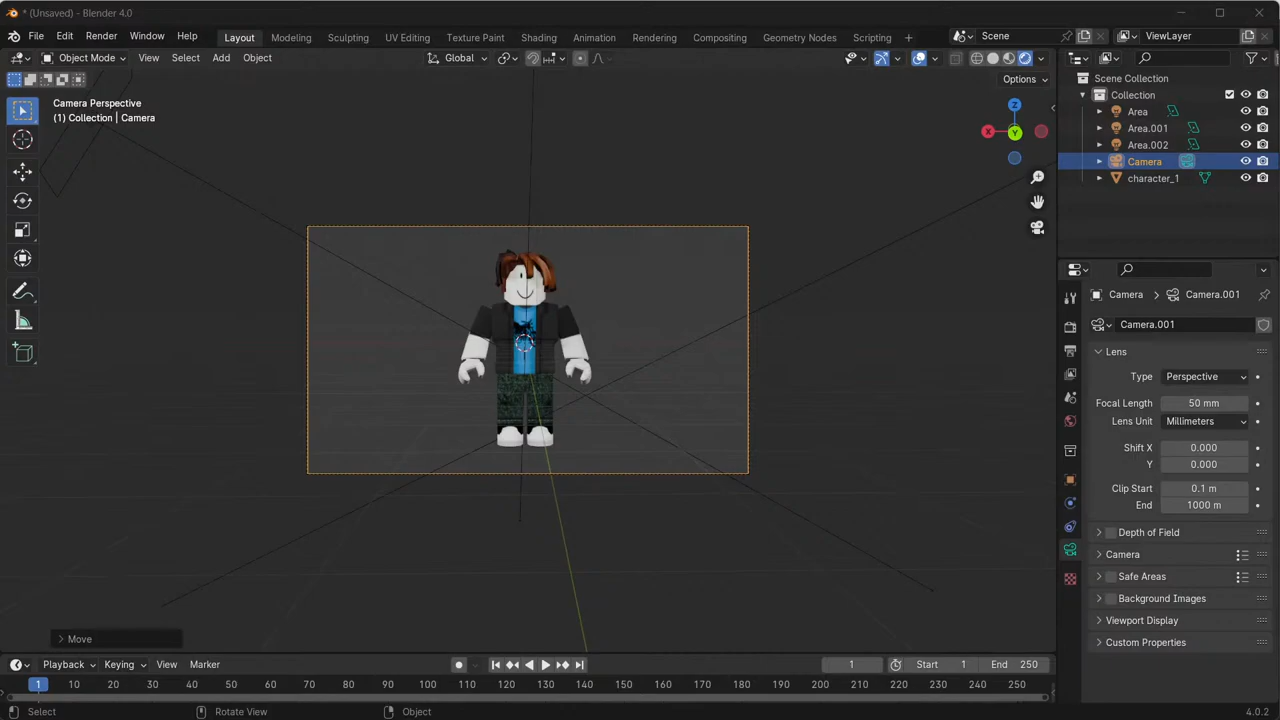 * (Unsaved) - Blender 4.0
File Edit Render Window Help Layout Modeling Sculpting UV Editing Texture Paint Shading Animation Rendering Compositing Geometry Nodes Scripting + Scene ViewLayer
Object Mode View Select Add Object Global
Options
Camera Perspective
(1) Collection | Camera
Z
X
Y
Scene Collection
Collection
Area
Area.001
Area.002
Camera
character_1
Camera > Camera.001
Camera.001
Lens
Type Perspective
Focal Length 50 mm
Lens Unit Millimeters
Shift X 0.000
Y 0.000
Clip Start 0.1 m
End 1000 m
Depth of Field
Camera
Safe Areas
Background Images
Viewport Display
Custom Properties
Move
Playback Keying View Marker 1 Start 1 End 250
1 10 20 30 40 50 60 70 80 90 100 110 120 130 140 150 160 170 180 190 200 210 220 230 240 250
Select Rotate View Object 4.0.2